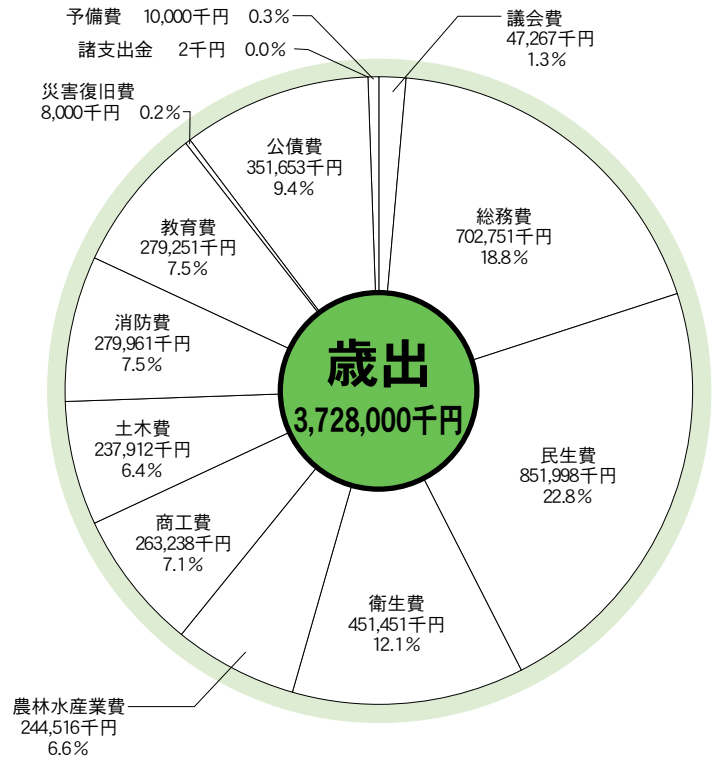 予備費 10,000千円 0.3%
諸支出金 2千円 0.0%
災害復旧費
8,000千円 0.2%
議会費
47,267千円
1.3%
公債費
351,653千円
9.4%
総務費
702,751千円
18.8%
教育費
279,251千円
7.5%
消防費
279,961千円
7.5%
歳出
3,728,000千円
土木費
237,912千円
6.4%
民生費
851,998千円
22.8%
商工費
263,238千円
7.1%
衛生費
451,451千円
12.1%
農林水産業費
244,516千円
6.6%